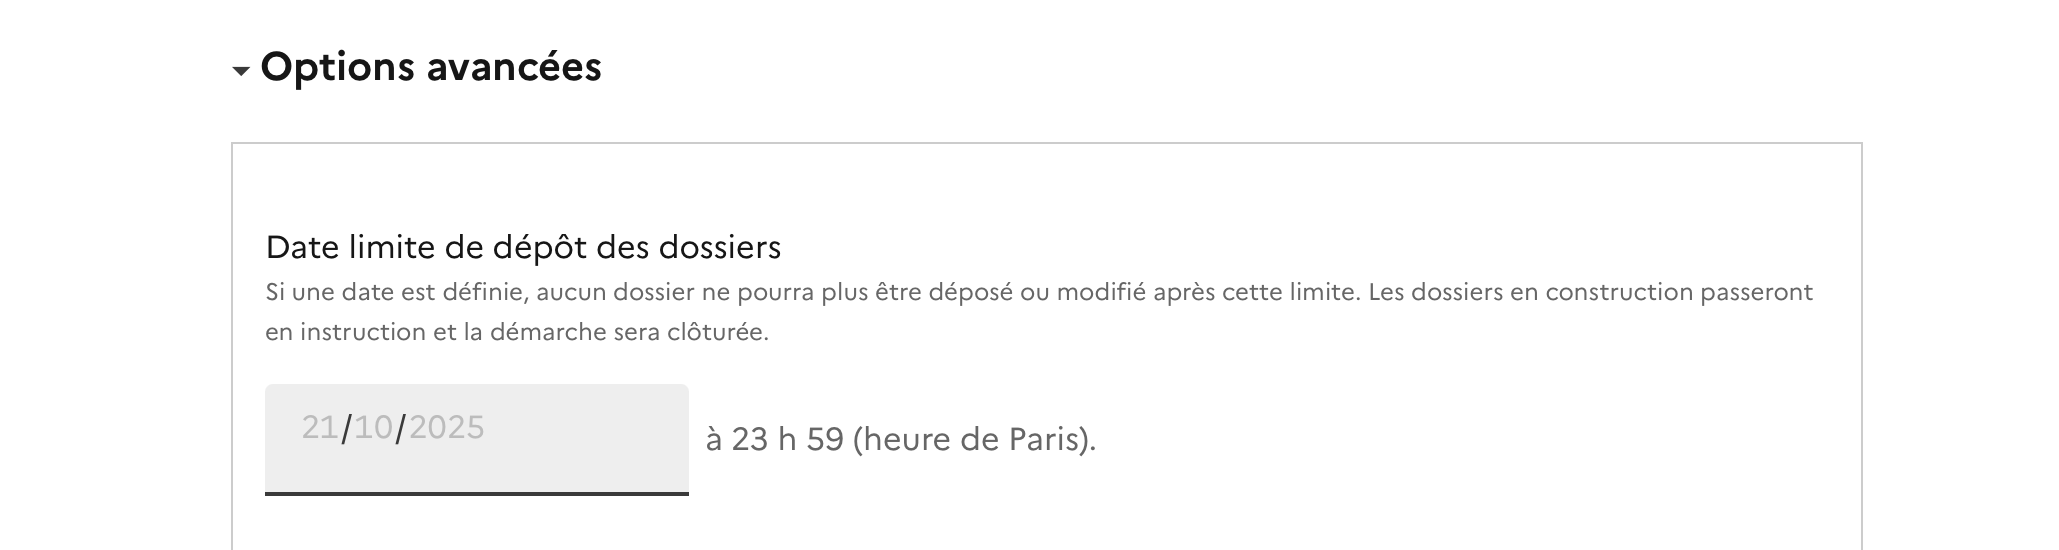 Options avancées
Date limite de dépôt des dossiers
Si une date est définie, aucun dossier ne pourra plus être déposé ou modifié après cette limite. Les dossiers en construction passeront
en instruction et la démarche sera clôturée.
21/10/2025 à 23 h 59 (heure de Paris).